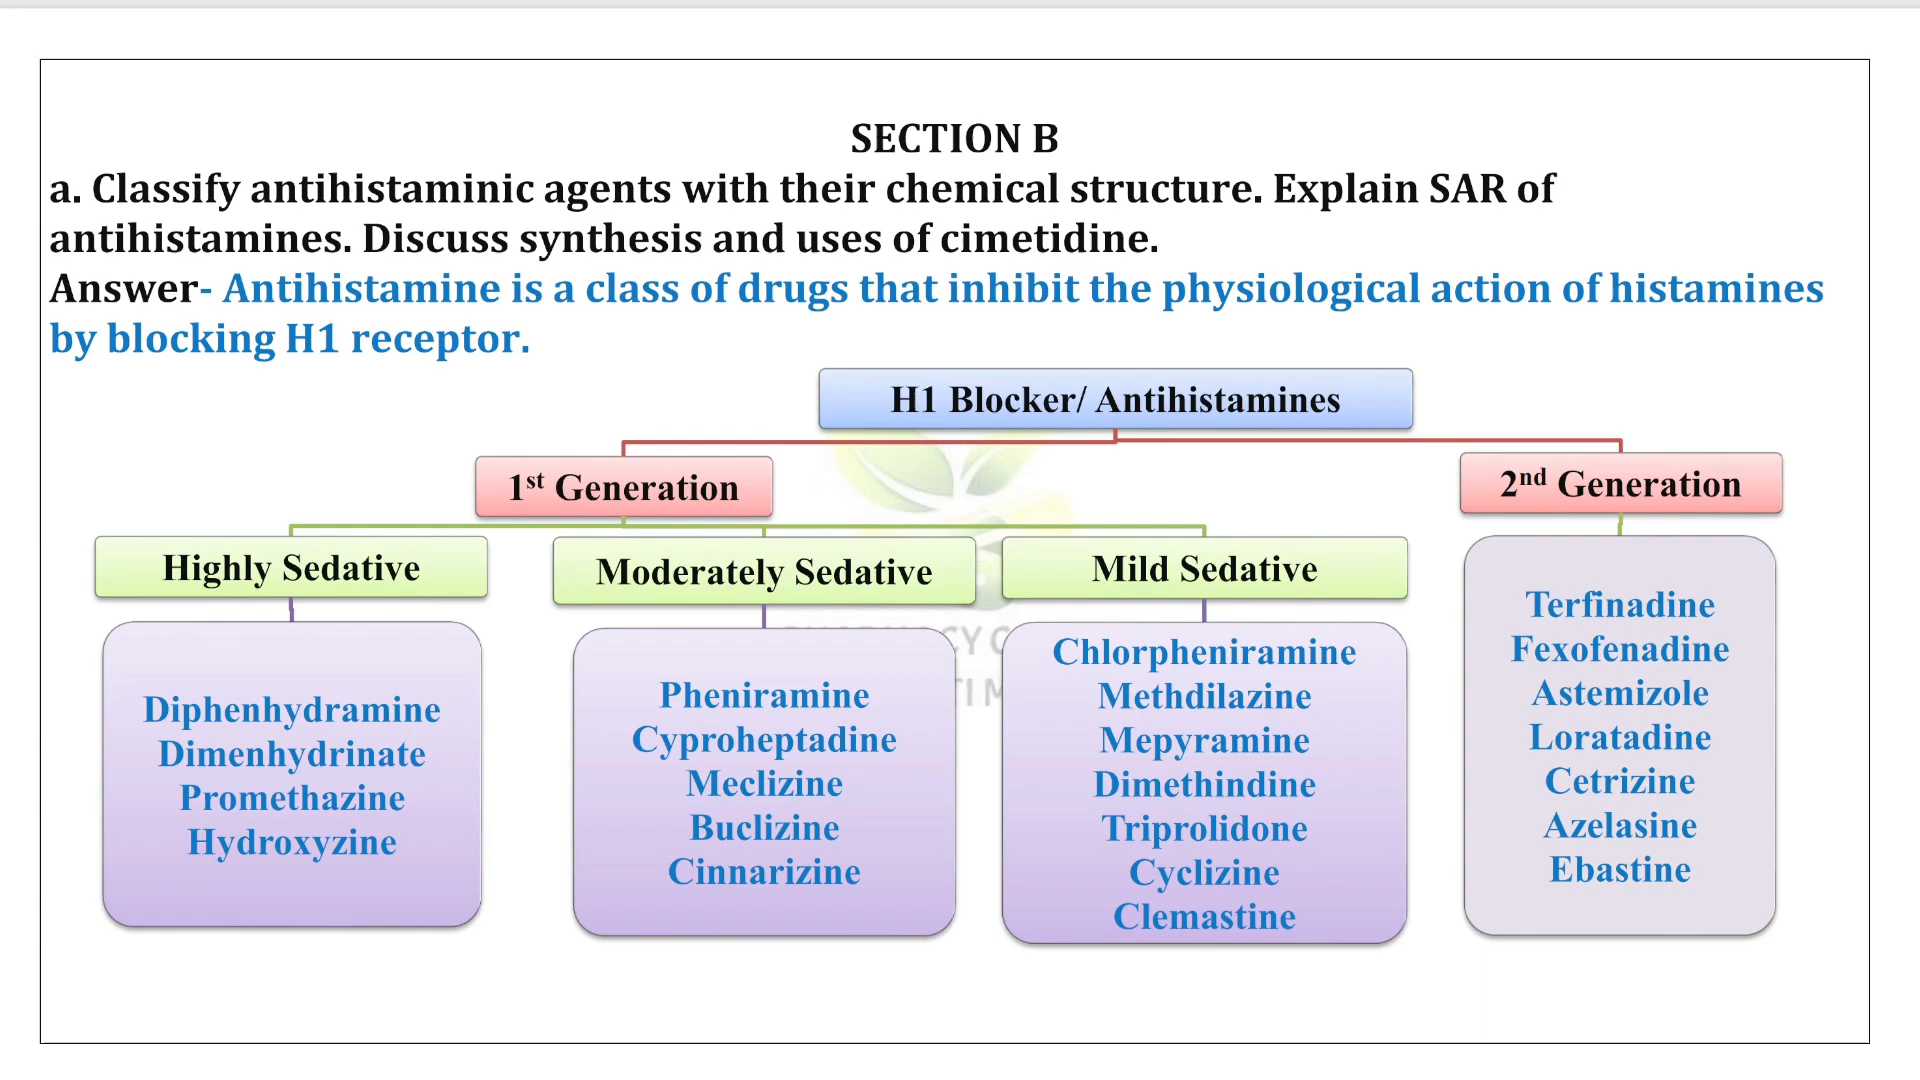 SECTION B
a. Classify antihistaminic agents with their chemical structure. Explain SAR of
antihistamines. Discuss synthesis and uses of cimetidine.
Answer- Antihistamine is a class of drugs that inhibit the physiological action of histamines
by blocking H1 receptor.
H1 Blocker/ Antihistamines
1st Generation
2nd Generation
Highly Sedative
Moderately Sedative
Mild Sedative
Diphenhydramine
Dimenhydrinate
Promethazine
Hydroxyzine
Pheniramine
Cyproheptadine
Meclizine
Buclizine
Cinnarizine
Chlorpheniramine
Methdilazine
Mepyramine
Dimethindine
Triprolidone
Cyclizine
Clemastine
Terfinadine
Fexofenadine
Astemizole
Loratadine
Cetrizine
Azelasine
Ebastine